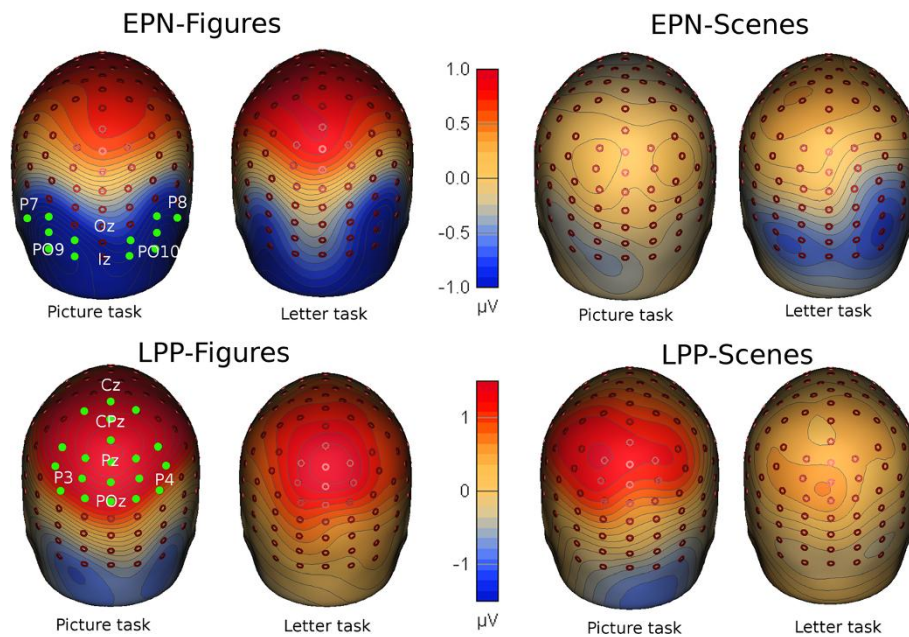 EPN-Figures
EPN-Scenes
1.0
0.5
0.0
-0.5
-1.0
μV
P7
P8
Oz
PO9
PO10
Iz
Picture task
Letter task
Picture task
Letter task
LPP-Figures
LPP-Scenes
Cz
CPz
Pz
P3
P4
POz
1
0
-1
μV
Picture task
Letter task
Picture task
Letter task